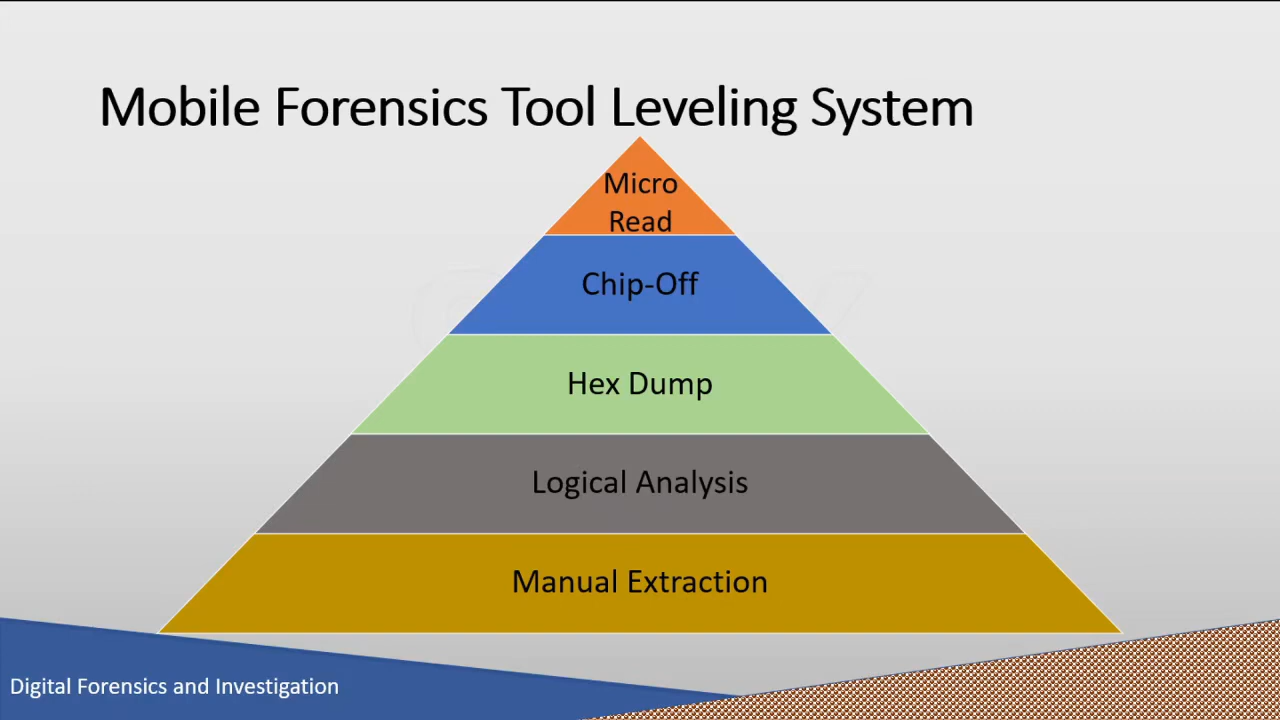 Mobile Forensics Tool Leveling System
Micro
Read
Chip-Off
Hex Dump
Logical Analysis
Manual Extraction
Digital Forensics and Investigation